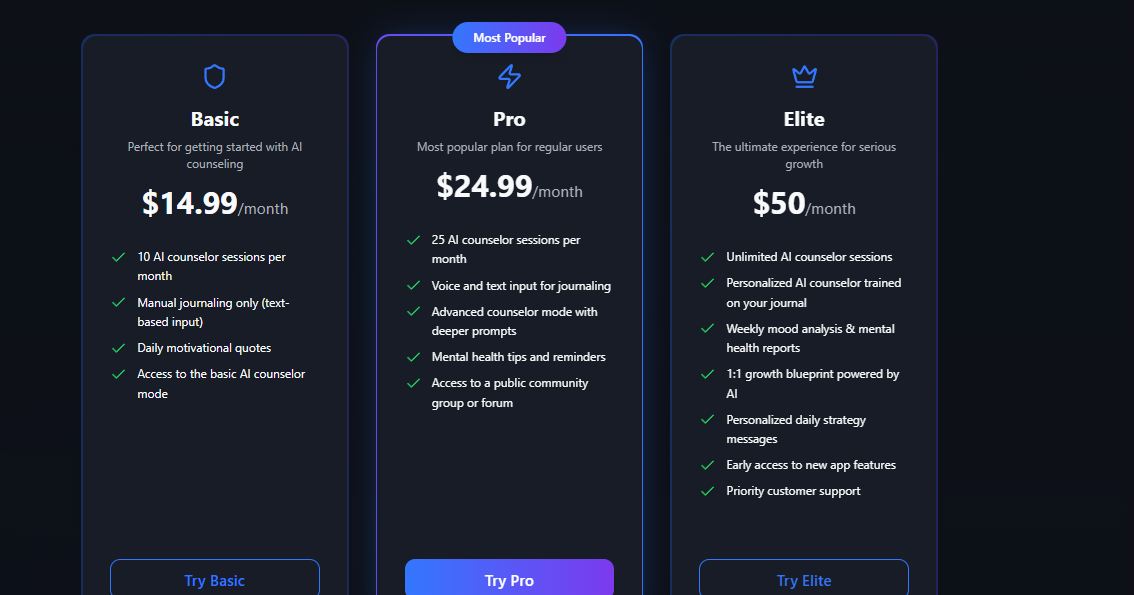 Most Popular
Basic
Perfect for getting started with AI
counseling
$14.99/month
10 AI counselor sessions per
month
Manual journaling only (text-
based input)
Daily motivational quotes
Access to the basic AI counselor
mode
Try Basic
Pro
Most popular plan for regular users
$24.99/month
25 AI counselor sessions per
month
Voice and text input for journaling
Advanced counselor mode with
deeper prompts
Mental health tips and reminders
Access to a public community
group or forum
Try Pro
Elite
The ultimate experience for serious
growth
$50/month
Unlimited AI counselor sessions
Personalized AI counselor trained
on your journal
Weekly mood analysis & mental
health reports
1:1 growth blueprint powered by
AI
Personalized daily strategy
messages
Early access to new app features
Priority customer support
Try Elite